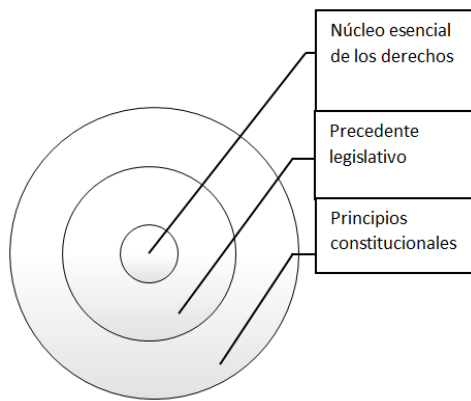 Núcleo esencial
de los derechos
Precedente
legislativo
Principios
constitucionales